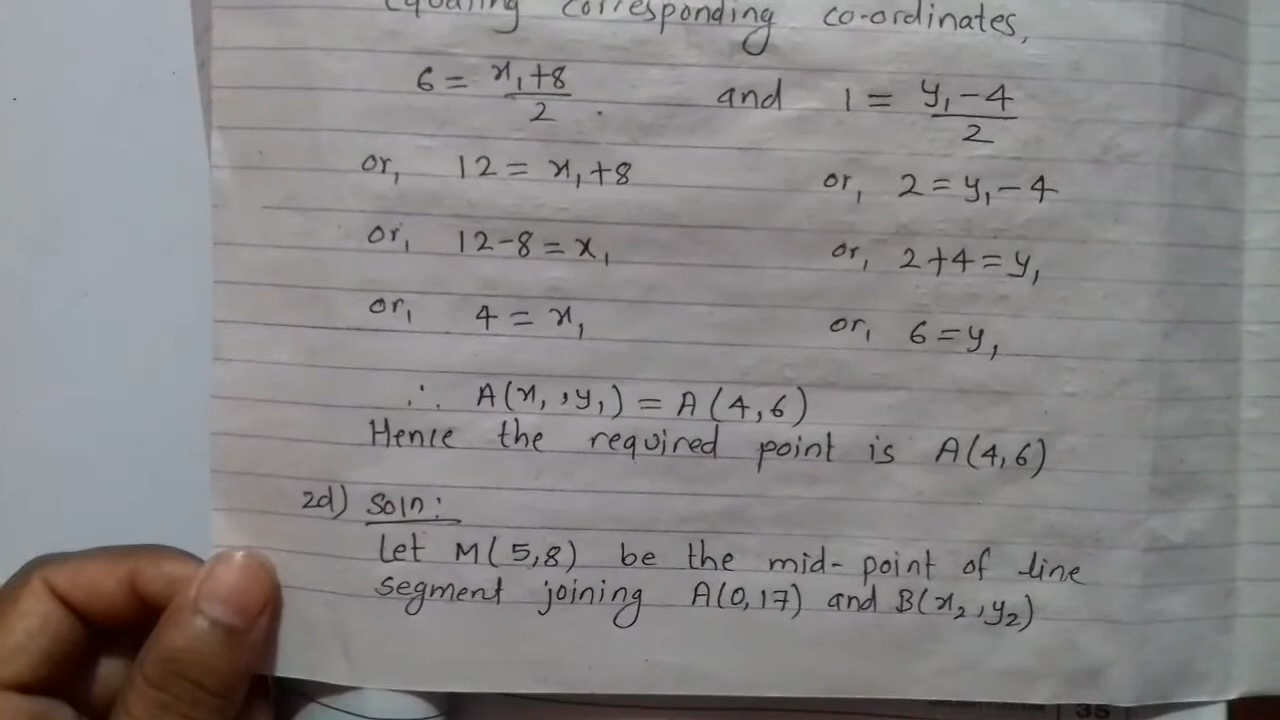 Equating corresponding co-ordinates,
6 = x₁+8/2 . and 1 = y₁-4/2
or, 12 = x₁+8 or, 2 = y₁-4
or, 12-8 = x₁ or, 2+4 = y₁
or, 4 = x₁ or, 6 = y₁
∴ A(x₁,y₁) = A(4,6)
Hence the required point is A(4,6)
2d) Soln:
Let M(5,8) be the mid-point of line
segment joining A(0,17) and B(x₂,y₂)
35